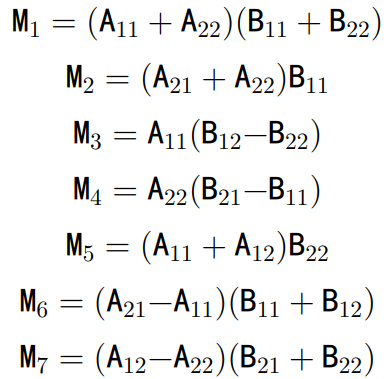 M₁ = (A₁₁ + A₂₂)(B₁₁ + B₂₂)
M₂ = (A₂₁ + A₂₂)B₁₁
M₃ = A₁₁(B₁₂−B₂₂)
M₄ = A₂₂(B₂₁−B₁₁)
M₅ = (A₁₁ + A₁₂)B₂₂
M₆ = (A₂₁−A₁₁)(B₁₁ + B₁₂)
M₇ = (A₁₂−A₂₂)(B₂₁ + B₂₂)